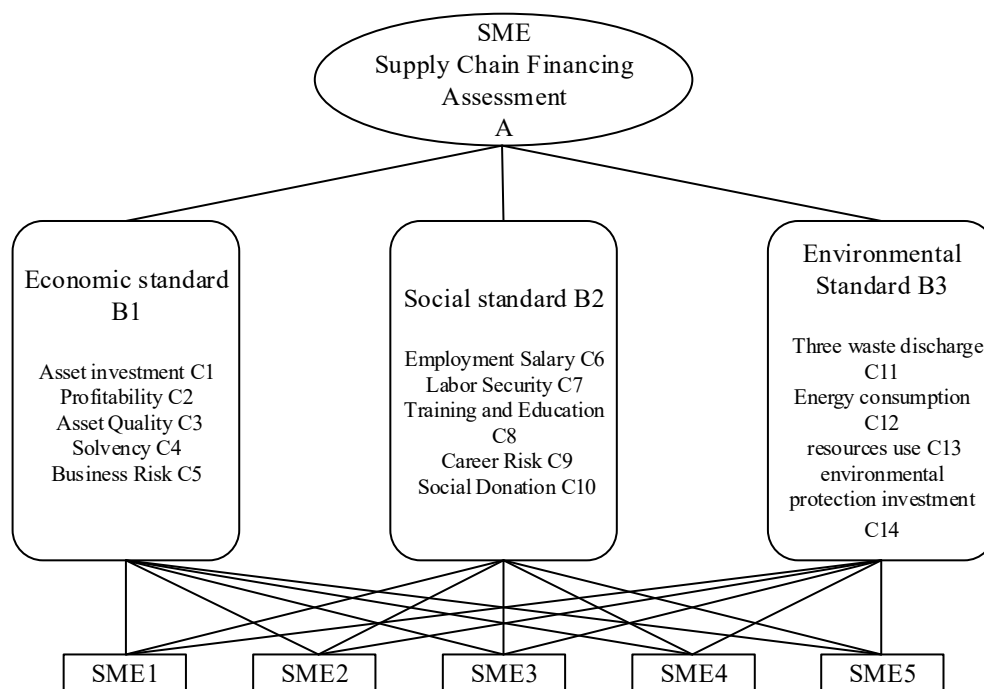 SME
Supply Chain Financing
Assessment
A
Economic standard
B1
Asset investment C1
Profitability C2
Asset Quality C3
Solvency C4
Business Risk C5
Social standard B2
Employment Salary C6
Labor Security C7
Training and Education
C8
Career Risk C9
Social Donation C10
Environmental
Standard B3
Three waste discharge
C11
Energy consumption
C12
resources use C13
environmental
protection investment
C14
SME1
SME2
SME3
SME4
SME5